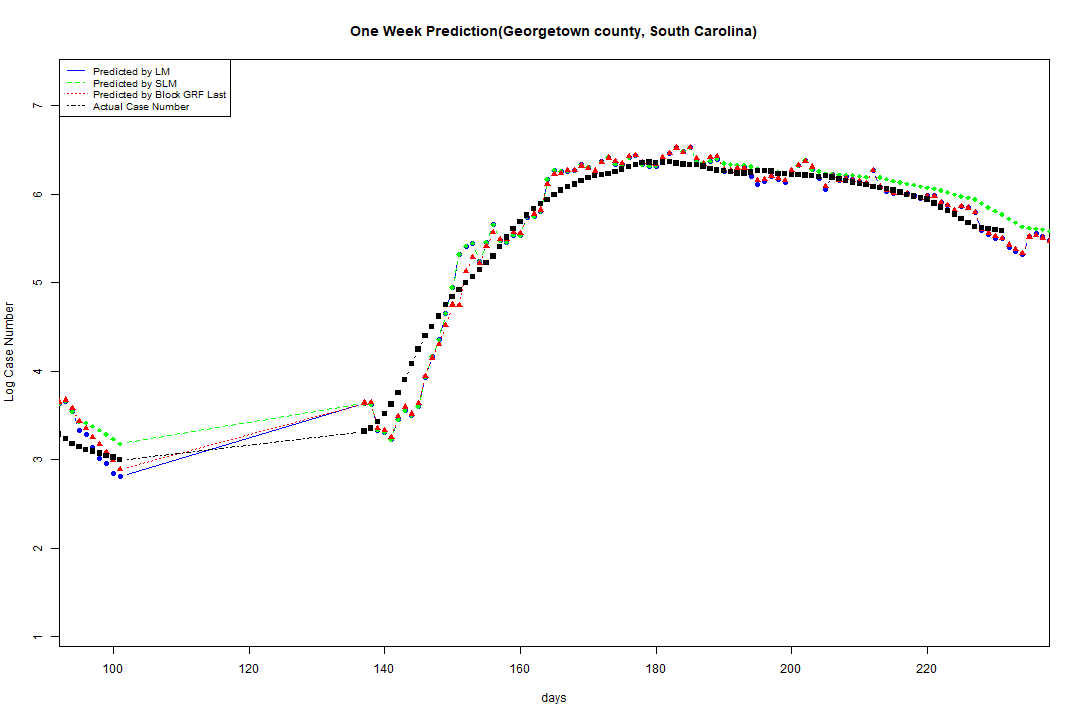 One Week Prediction(Georgetown county, South Carolina)
Predicted by LM
Predicted by SLM
Predicted by Block GRF Last
Actual Case Number
7
6
5
4
3
2
1
Log Case Number
100 120 140 160 180 200 220
days